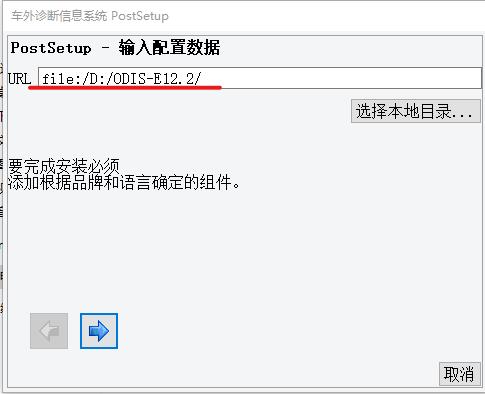 车外诊断信息系统 PostSetup
PostSetup - 输入配置数据
URL file:/D:/ODIS-E12.2/
选择本地目录...
要完成安装必须
添加根据品牌和语言确定的组件。
取消